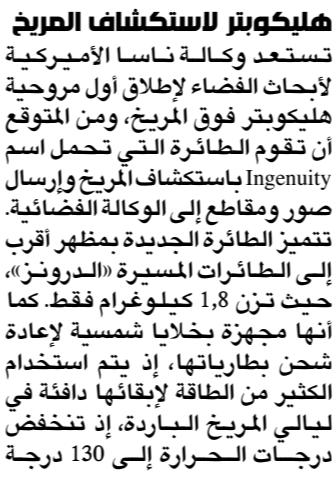 هليكوبتر لاستكشاف المريخ
تستعد وكالة ناسا الأميركية
لأبحاث الفضاء لإطلاق أول مروحية
هليكوبتر فوق المريخ، ومن المتوقع
أن تقوم الطائرة التي تحمل اسم
Ingenuity باستكشاف المريخ وإرسال
صور ومقاطع إلى الوكالة الفضائية.
تتميز الطائرة الجديدة بمظهر أقرب
إلى الطائرات المسيرة «الدرونز»،
حيث تزن 1,8 كيلوغرام فقط. كما
أنها مجهزة بخلايا شمسية لإعادة
شحن بطارياتها، إذ يتم استخدام
الكثير من الطاقة لإبقائها دافئة في
ليالي المريخ الباردة، إذ تنخفض
درجات الحرارة إلى 130 درجة